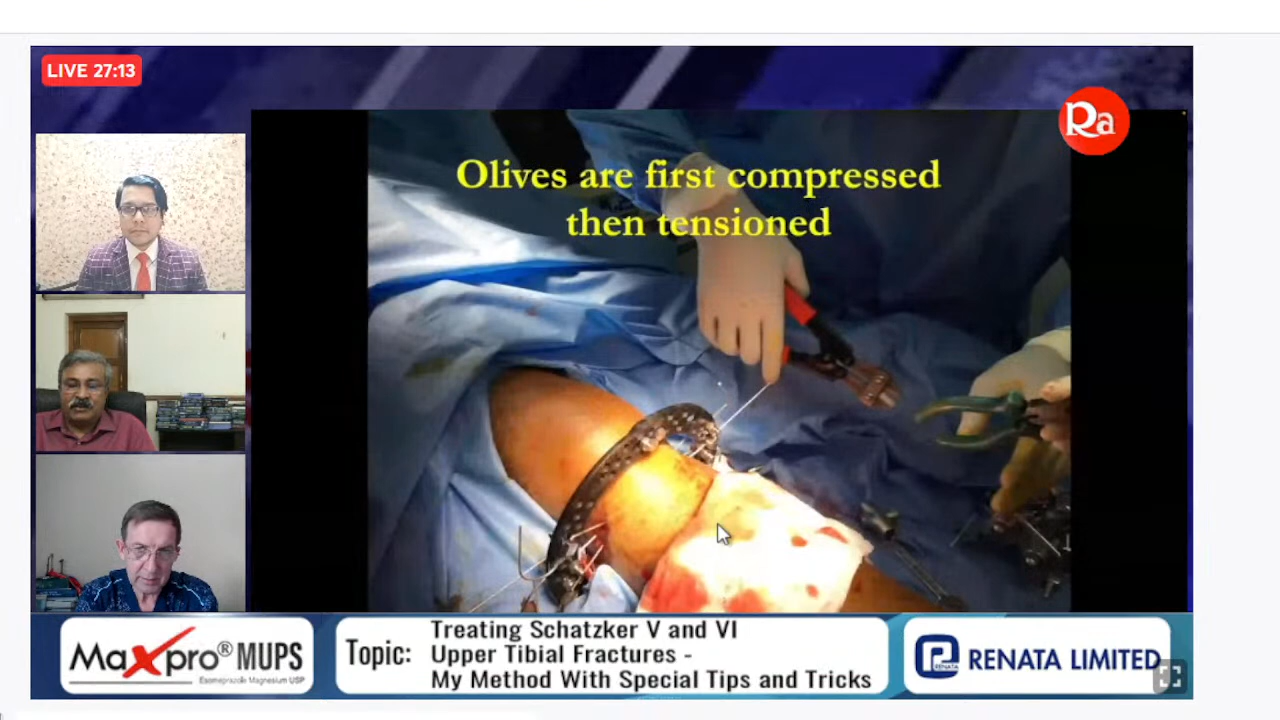 LIVE 27:13
Ra
Olives are first compressed
then tensioned
Maxpro® MUPS
Esomeprazole Magnesium USP
Topic:
Treating Schatzker V and VI
Upper Tibial Fractures -
My Method With Special Tips and Tricks
RENATA
RENATA LIMITED